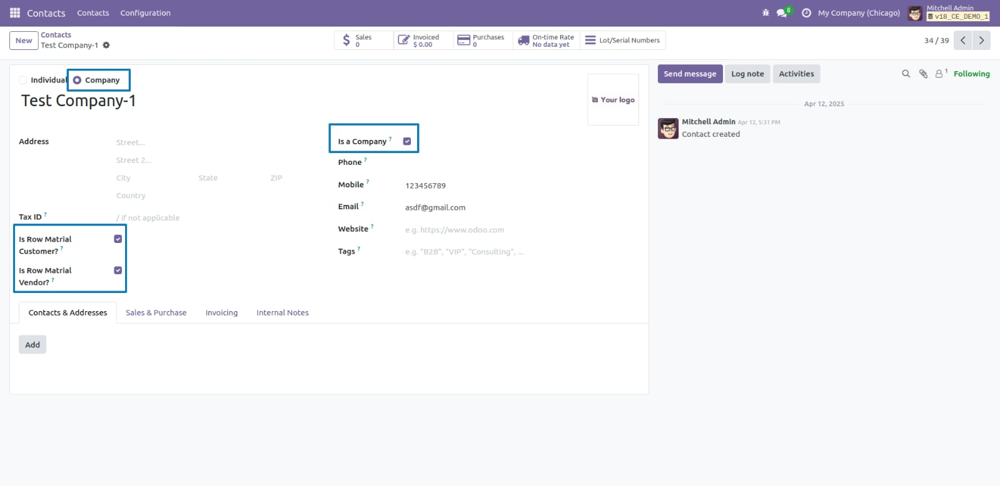 Contacts Contacts Configuration 8 My Company (Chicago) Mitchell Admin
v18_CE_DEMO_1
New Contacts
Test Company-1
Sales
0
Invoiced
$ 0.00
Purchases
0
On-time Rate
No data yet
Lot/Serial Numbers
34 / 39
Individual Company
Test Company-1
Your logo
Address
Street...
Street 2...
City State ZIP
Country
Tax ID ? / if not applicable
Is Row Matrial
Customer? ?
Is Row Matrial
Vendor? ?
Is a Company ?
Phone ?
Mobile ? 123456789
Email ? asdf@gmail.com
Website ? e.g. https://www.odoo.com
Tags ? e.g. "B2B", "VIP", "Consulting", ...
Contacts & Addresses Sales & Purchase Invoicing Internal Notes
Add
Send message Log note Activities 1 Following
Apr 12, 2025
Mitchell Admin Apr 12, 5:31 PM
Contact created